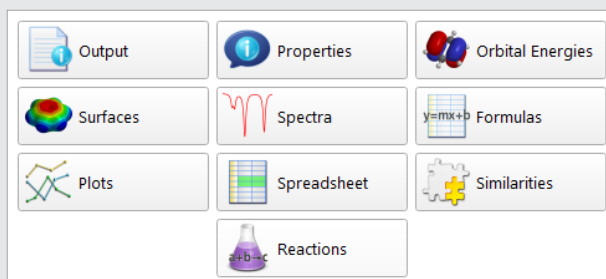 Output
Properties
Orbital Energies
Surfaces
Spectra
y=mx+b
Formulas
Plots
Spreadsheet
Similarities
a+b→c
Reactions